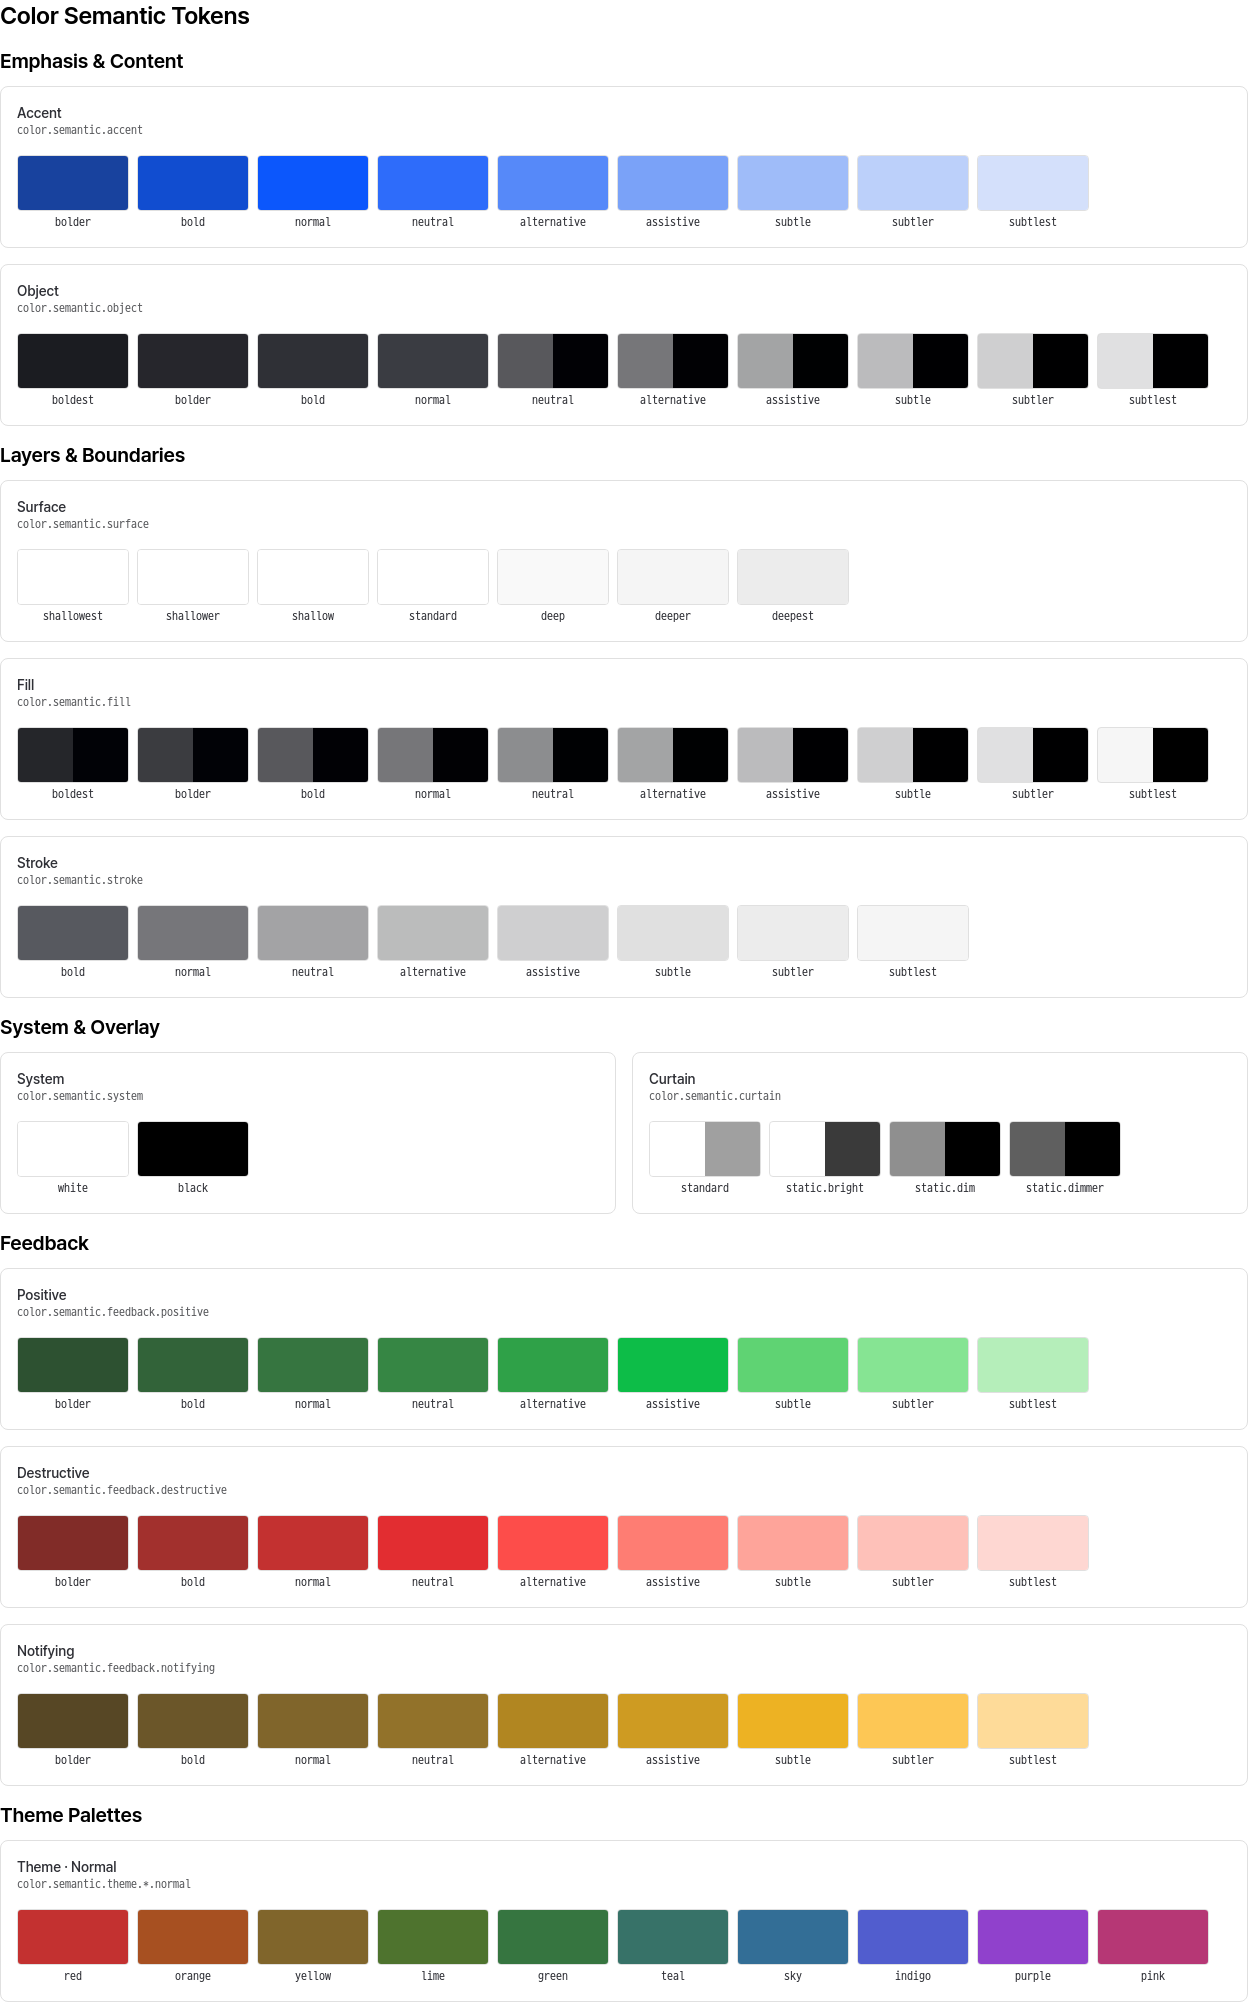 Color Semantic Tokens
Emphasis & Content
Accent
color.semantic.accent
bolder bold normal neutral alternative assistive subtle subtler subtlest
Object
color.semantic.object
boldest bolder bold normal neutral alternative assistive subtle subtler subtlest
Layers & Boundaries
Surface
color.semantic.surface
shallowest shallower shallow standard deep deeper deepest
Fill
color.semantic.fill
boldest bolder bold normal neutral alternative assistive subtle subtler subtlest
Stroke
color.semantic.stroke
bold normal neutral alternative assistive subtle subtler subtlest
System & Overlay
System
color.semantic.system
white black
Curtain
color.semantic.curtain
standard static.bright static.dim static.dimmer
Feedback
Positive
color.semantic.feedback.positive
bolder bold normal neutral alternative assistive subtle subtler subtlest
Destructive
color.semantic.feedback.destructive
bolder bold normal neutral alternative assistive subtle subtler subtlest
Notifying
color.semantic.feedback.notifying
bolder bold normal neutral alternative assistive subtle subtler subtlest
Theme Palettes
Theme · Normal
color.semantic.theme.*.normal
red orange yellow lime green teal sky indigo purple pink